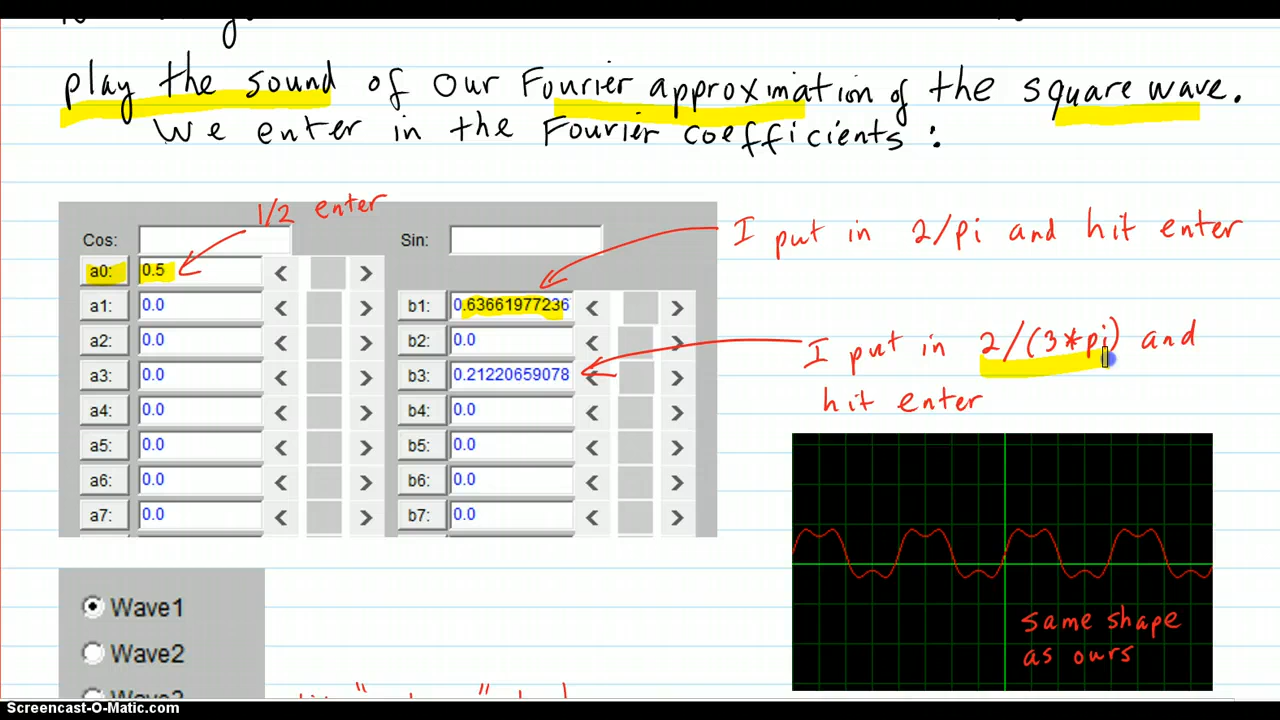 play the sound of our Fourier approximation of the square wave.
We enter in the Fourier coefficients :
1/2 enter
I put in 2/pi and hit enter
Cos:
Sin:
a0: 0.5
a1: 0.0
b1: 0.63661977236
a2: 0.0
b2: 0.0
I put in 2/(3*pi) and
hit enter
a3: 0.0
b3: 0.21220659078
a4: 0.0
b4: 0.0
a5: 0.0
b5: 0.0
a6: 0.0
b6: 0.0
a7: 0.0
b7: 0.0
same shape
as ours
Wave1
Wave2
Screencast-O-Matic.com